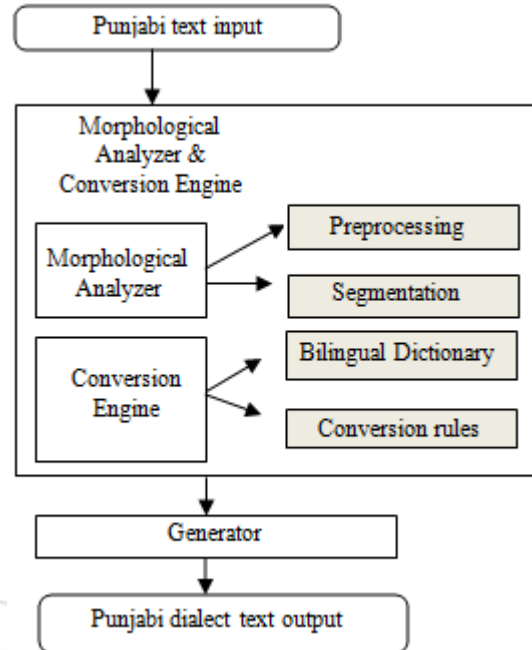 Punjabi text input
Morphological
Analyzer &
Conversion Engine
Morphological
Analyzer
Preprocessing
Segmentation
Conversion
Engine
Bilingual Dictionary
Conversion rules
Generator
Punjabi dialect text output